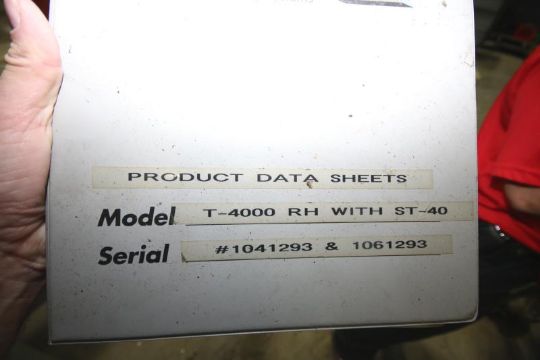 PRODUCT DATA SHEETS
Model T-4000 RH WITH ST-40
Serial #1041293 & 1061293